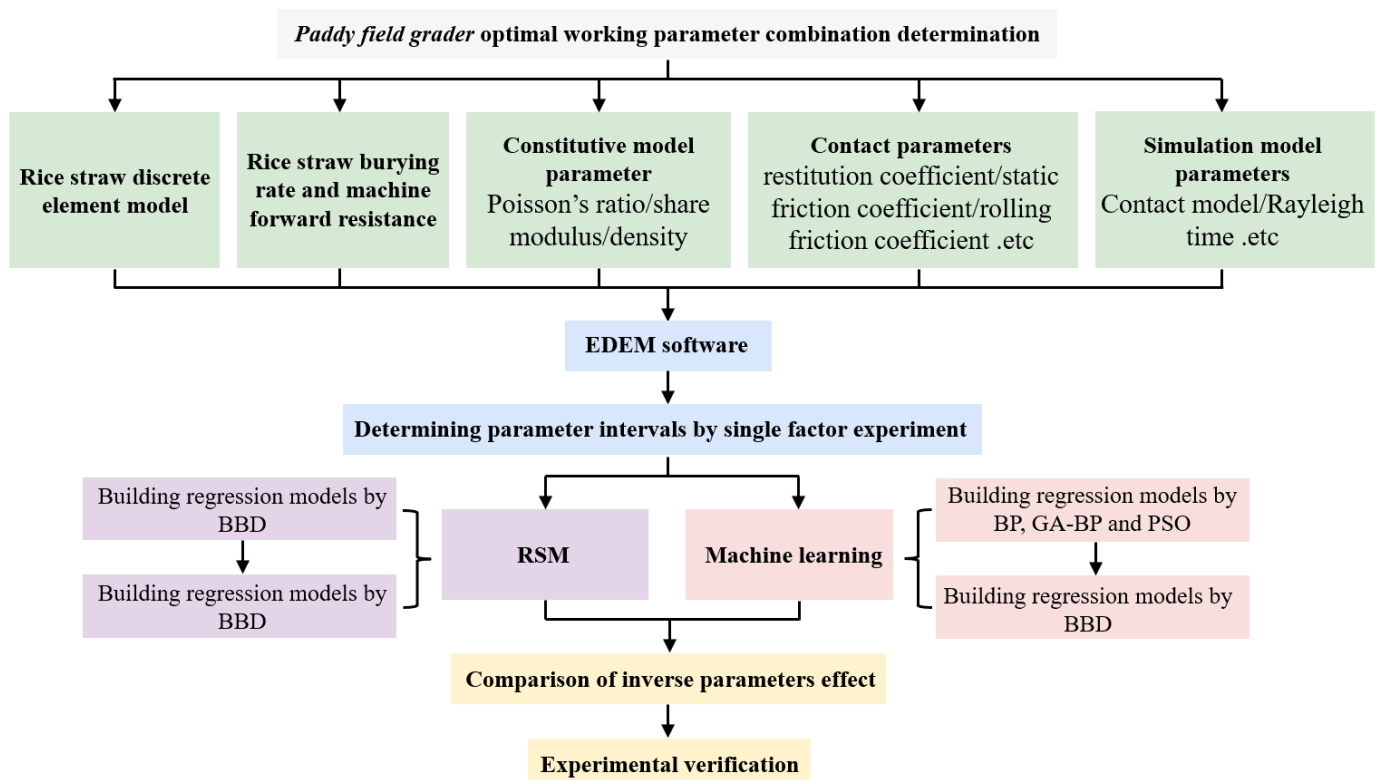 Paddy field grader optimal working parameter combination determination
Rice straw discrete
element model
Rice straw burying
rate and machine
forward resistance
Constitutive model
parameter
Poisson’s ratio/share
modulus/density
Contact parameters
restitution coefficient/static
friction coefficient/rolling
friction coefficient .etc
Simulation model
parameters
Contact model/Rayleigh
time .etc
EDEM software
Determining parameter intervals by single factor experiment
Building regression models by
BBD
Building regression models by
BBD
RSM
Machine learning
Building regression models by
BP, GA-BP and PSO
Building regression models by
BBD
Comparison of inverse parameters effect
Experimental verification